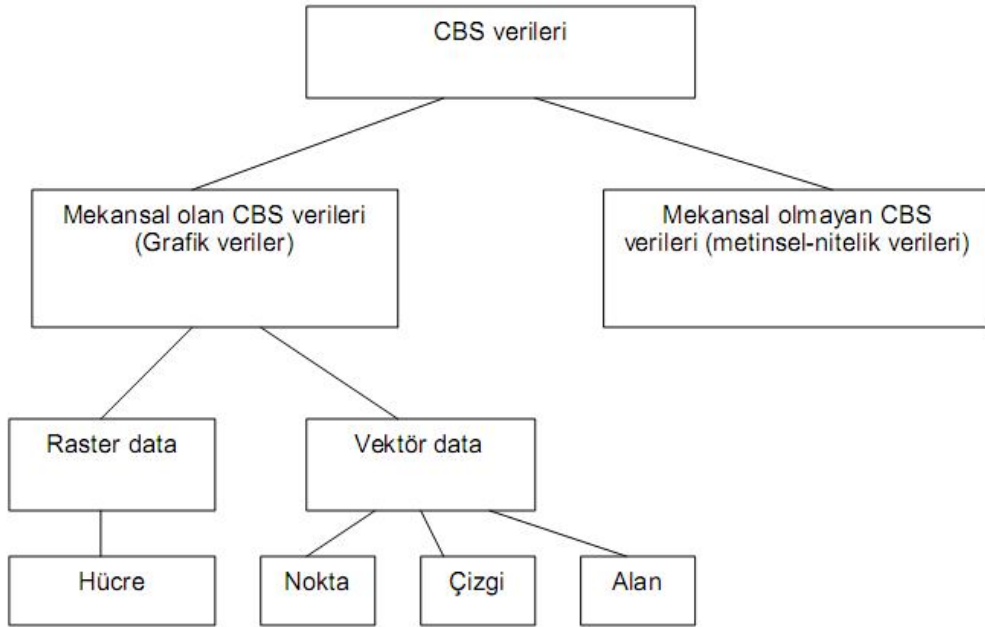 CBS verileri
Mekansal olan CBS verileri
(Grafik veriler)
Mekansal olmayan CBS
verileri (metinsel-nitelik verileri)
Raster data
Vektör data
Hücre
Nokta
Çizgi
Alan